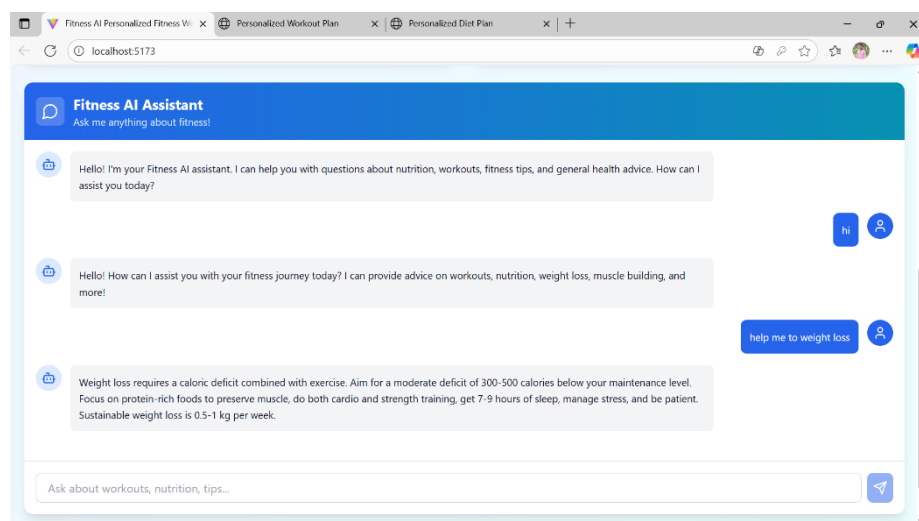 Fitness AI Personalized Fitness We
Personalized Workout Plan
Personalized Diet Plan
localhost:5173
Fitness AI Assistant
Ask me anything about fitness!
Hello! I'm your Fitness AI assistant. I can help you with questions about nutrition, workouts, fitness tips, and general health advice. How can I
assist you today?
hi
Hello! How can I assist you with your fitness journey today? I can provide advice on workouts, nutrition, weight loss, muscle building, and
more!
help me to weight loss
Weight loss requires a caloric deficit combined with exercise. Aim for a moderate deficit of 300-500 calories below your maintenance level.
Focus on protein-rich foods to preserve muscle, do both cardio and strength training, get 7-9 hours of sleep, manage stress, and be patient.
Sustainable weight loss is 0.5-1 kg per week.
Ask about workouts, nutrition, tips...